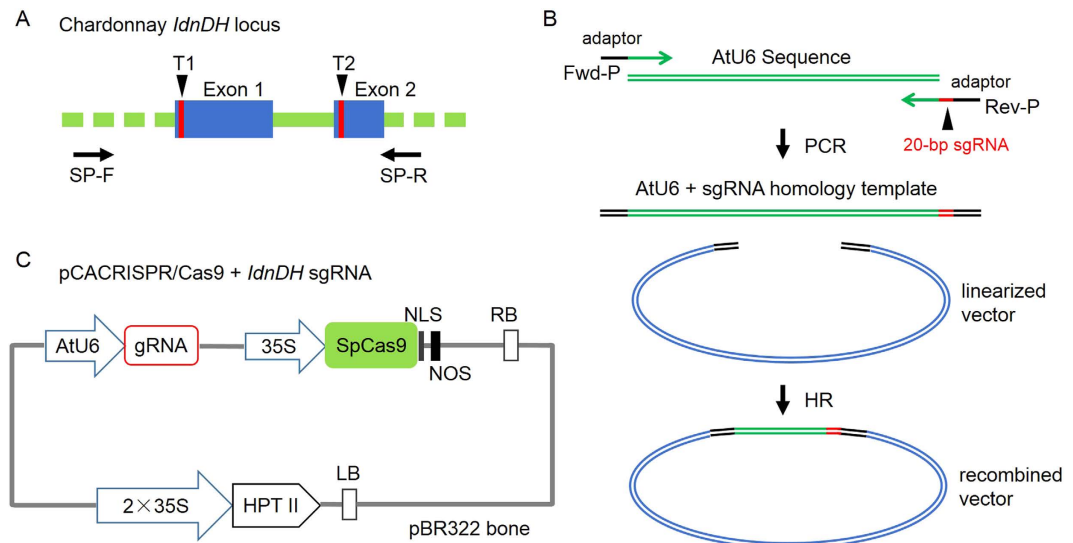 A
Chardonnay IdnDH locus
T1
T2
Exon 1
Exon 2
SP-F
SP-R
B
adaptor
Fwd-P
AtU6 Sequence
adaptor
Rev-P
20-bp sgRNA
PCR
AtU6 + sgRNA homology template
linearized
vector
HR
recombined
vector
C
pCACRISPR/Cas9 + IdnDH sgRNA
AtU6
gRNA
35S
SpCas9
NLS
NOS
RB
2×35S
HPT II
LB
pBR322 bone